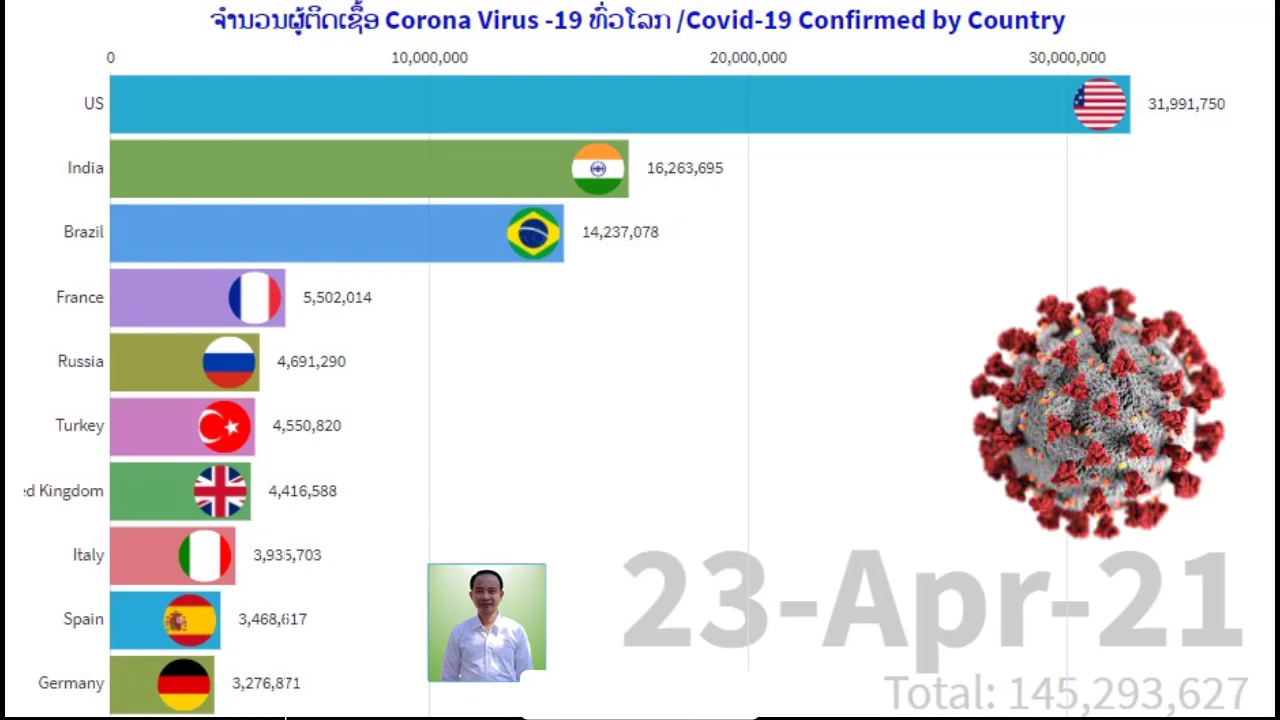 ຈຳນວນຜູ້ຕິດເຊື້ອ Corona Virus -19 ທົ່ວໂລກ /Covid-19 Confirmed by Country
0 10,000,000 20,000,000 30,000,000
US 31,991,750
India 16,263,695
Brazil 14,237,078
France 5,502,014
Russia 4,691,290
Turkey 4,550,820
ed Kingdom 4,416,588
Italy 3,935,703
Spain 3,468,617
Germany 3,276,871
23-Apr-21
Total: 145,293,627